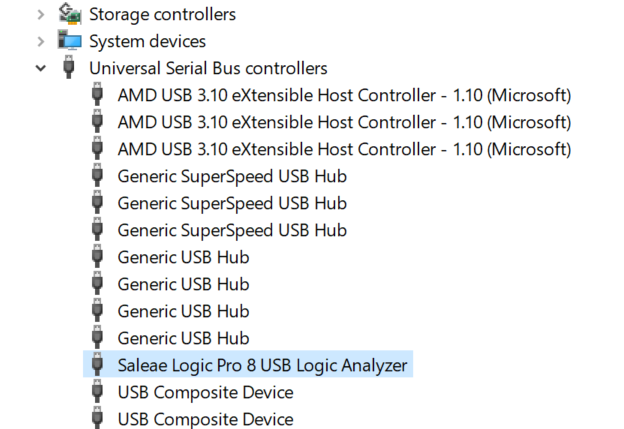 Storage controllers
System devices
Universal Serial Bus controllers
AMD USB 3.10 eXtensible Host Controller - 1.10 (Microsoft)
AMD USB 3.10 eXtensible Host Controller - 1.10 (Microsoft)
AMD USB 3.10 eXtensible Host Controller - 1.10 (Microsoft)
Generic SuperSpeed USB Hub
Generic SuperSpeed USB Hub
Generic SuperSpeed USB Hub
Generic USB Hub
Generic USB Hub
Generic USB Hub
Generic USB Hub
Saleae Logic Pro 8 USB Logic Analyzer
USB Composite Device
USB Composite Device